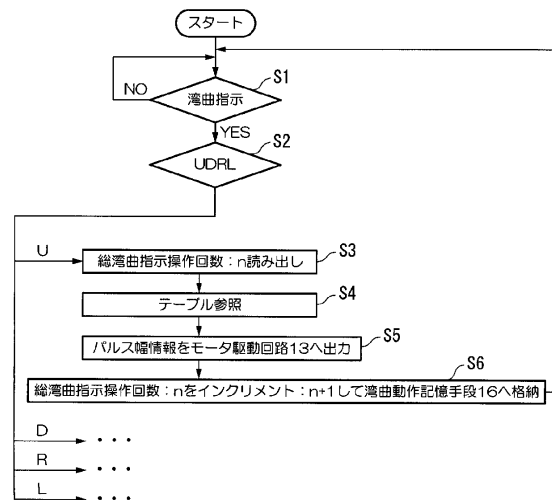 スタート
S1
湾曲指示
NO
YES
S2
UDRL
U
総湾曲指示操作回数：n読み出し
S3
テーブル参照
S4
パルス幅情報をモータ駆動回路13へ出力
S5
S6
総湾曲指示操作回数：nをインクリメント：n+1して湾曲動作記憶手段16へ格納
D ・・・
R ・・・
L ・・・